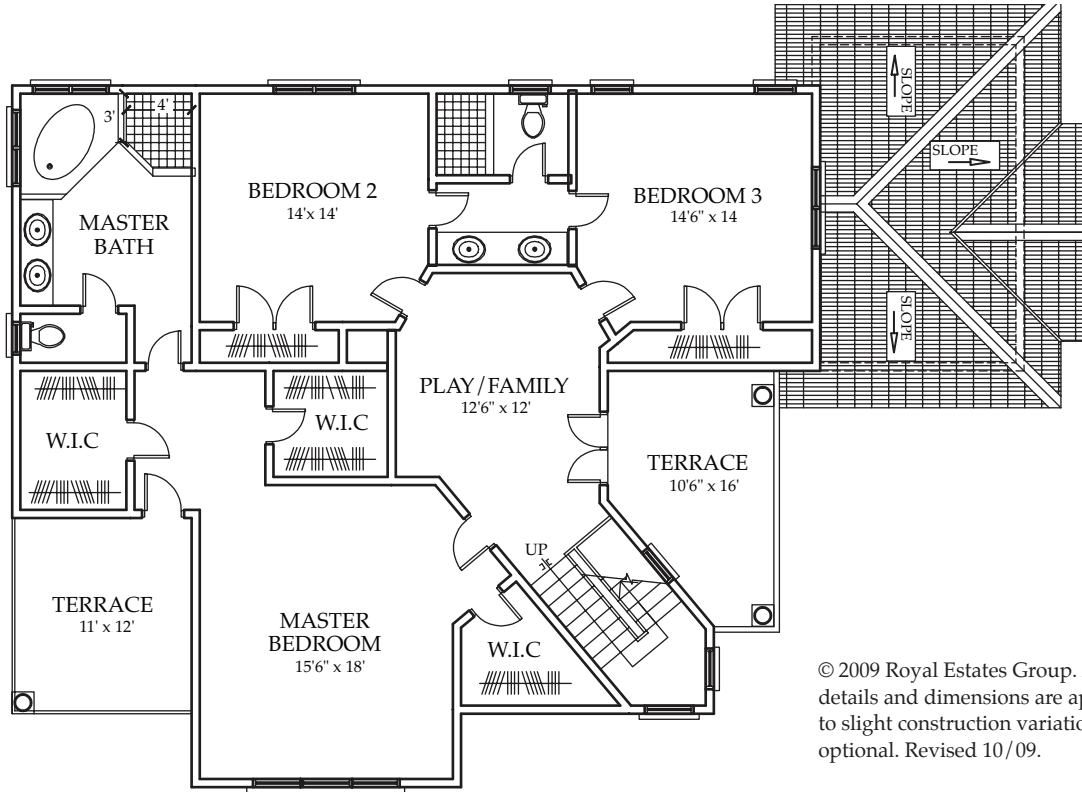 4'
3'
SLOPE
SLOPE
BEDROOM 2
14'x 14'
BEDROOM 3
14'6" x 14
MASTER
BATH
SLOPE
PLAY/FAMILY
12'6" x 12'
W.I.C
W.I.C
TERRACE
10'6" x 16'
UP
TERRACE
11' x 12'
MASTER
BEDROOM
15'6" x 18'
W.I.C
© 2009 Royal Estates Group.
details and dimensions are ap
to slight construction variatio
optional. Revised 10/09.